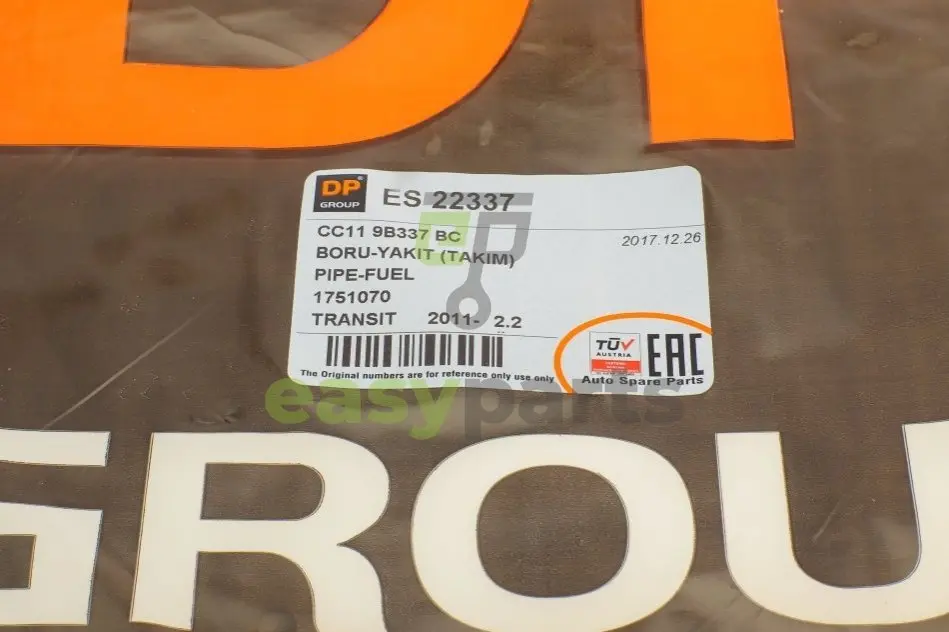 DP
DP®
GROUP
ES 22337
CC11 9B337 BC
2017.12.26
BORU-YAKIT (TAKIM)
PIPE-FUEL
1751070
TRANSIT 2011- 2.2
TÜV
AUSTRIA
EAC
The Original numbers are for reference only use only
Auto Spare Parts
easyparts
GROU